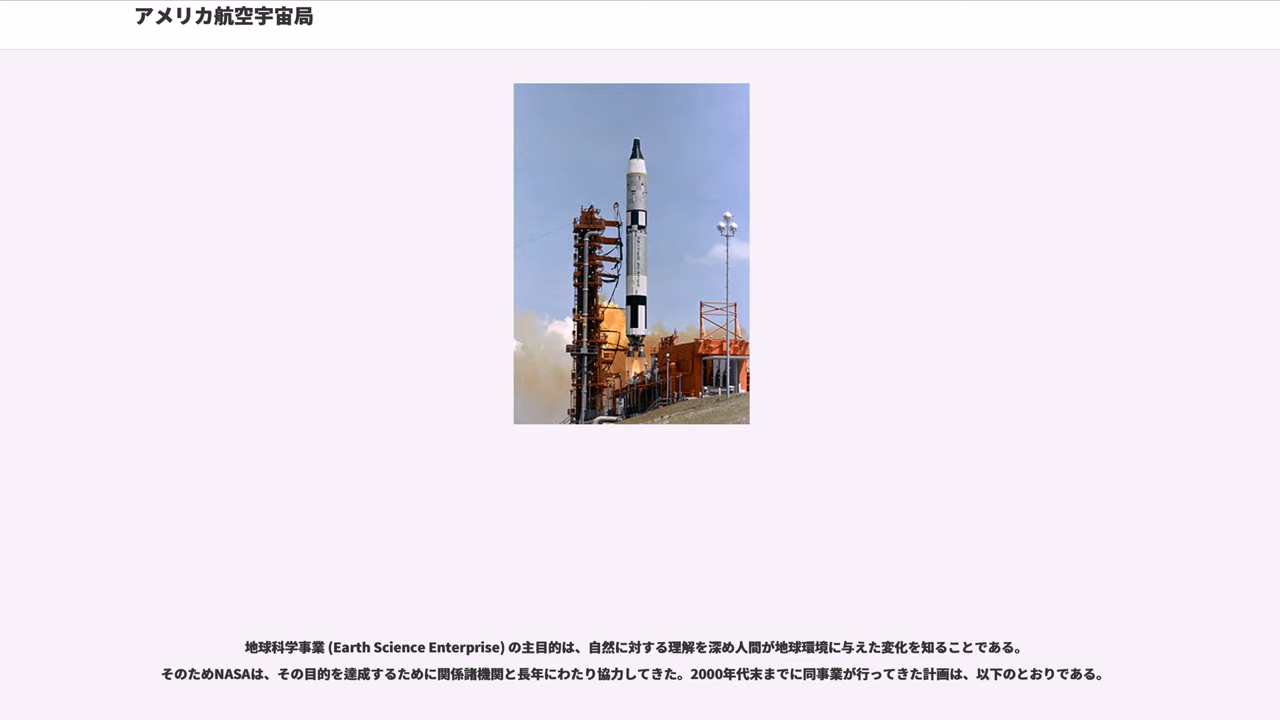 アメリカ航空宇宙局
地球科学事業 (Earth Science Enterprise) の主目的は、自然に対する理解を深め人間が地球環境に与えた変化を知ることである。
そのためNASAは、その目的を達成するために関係諸機関と長年にわたり協力してきた。2000年代末までに同事業が行ってきた計画は、以下のとおりである。